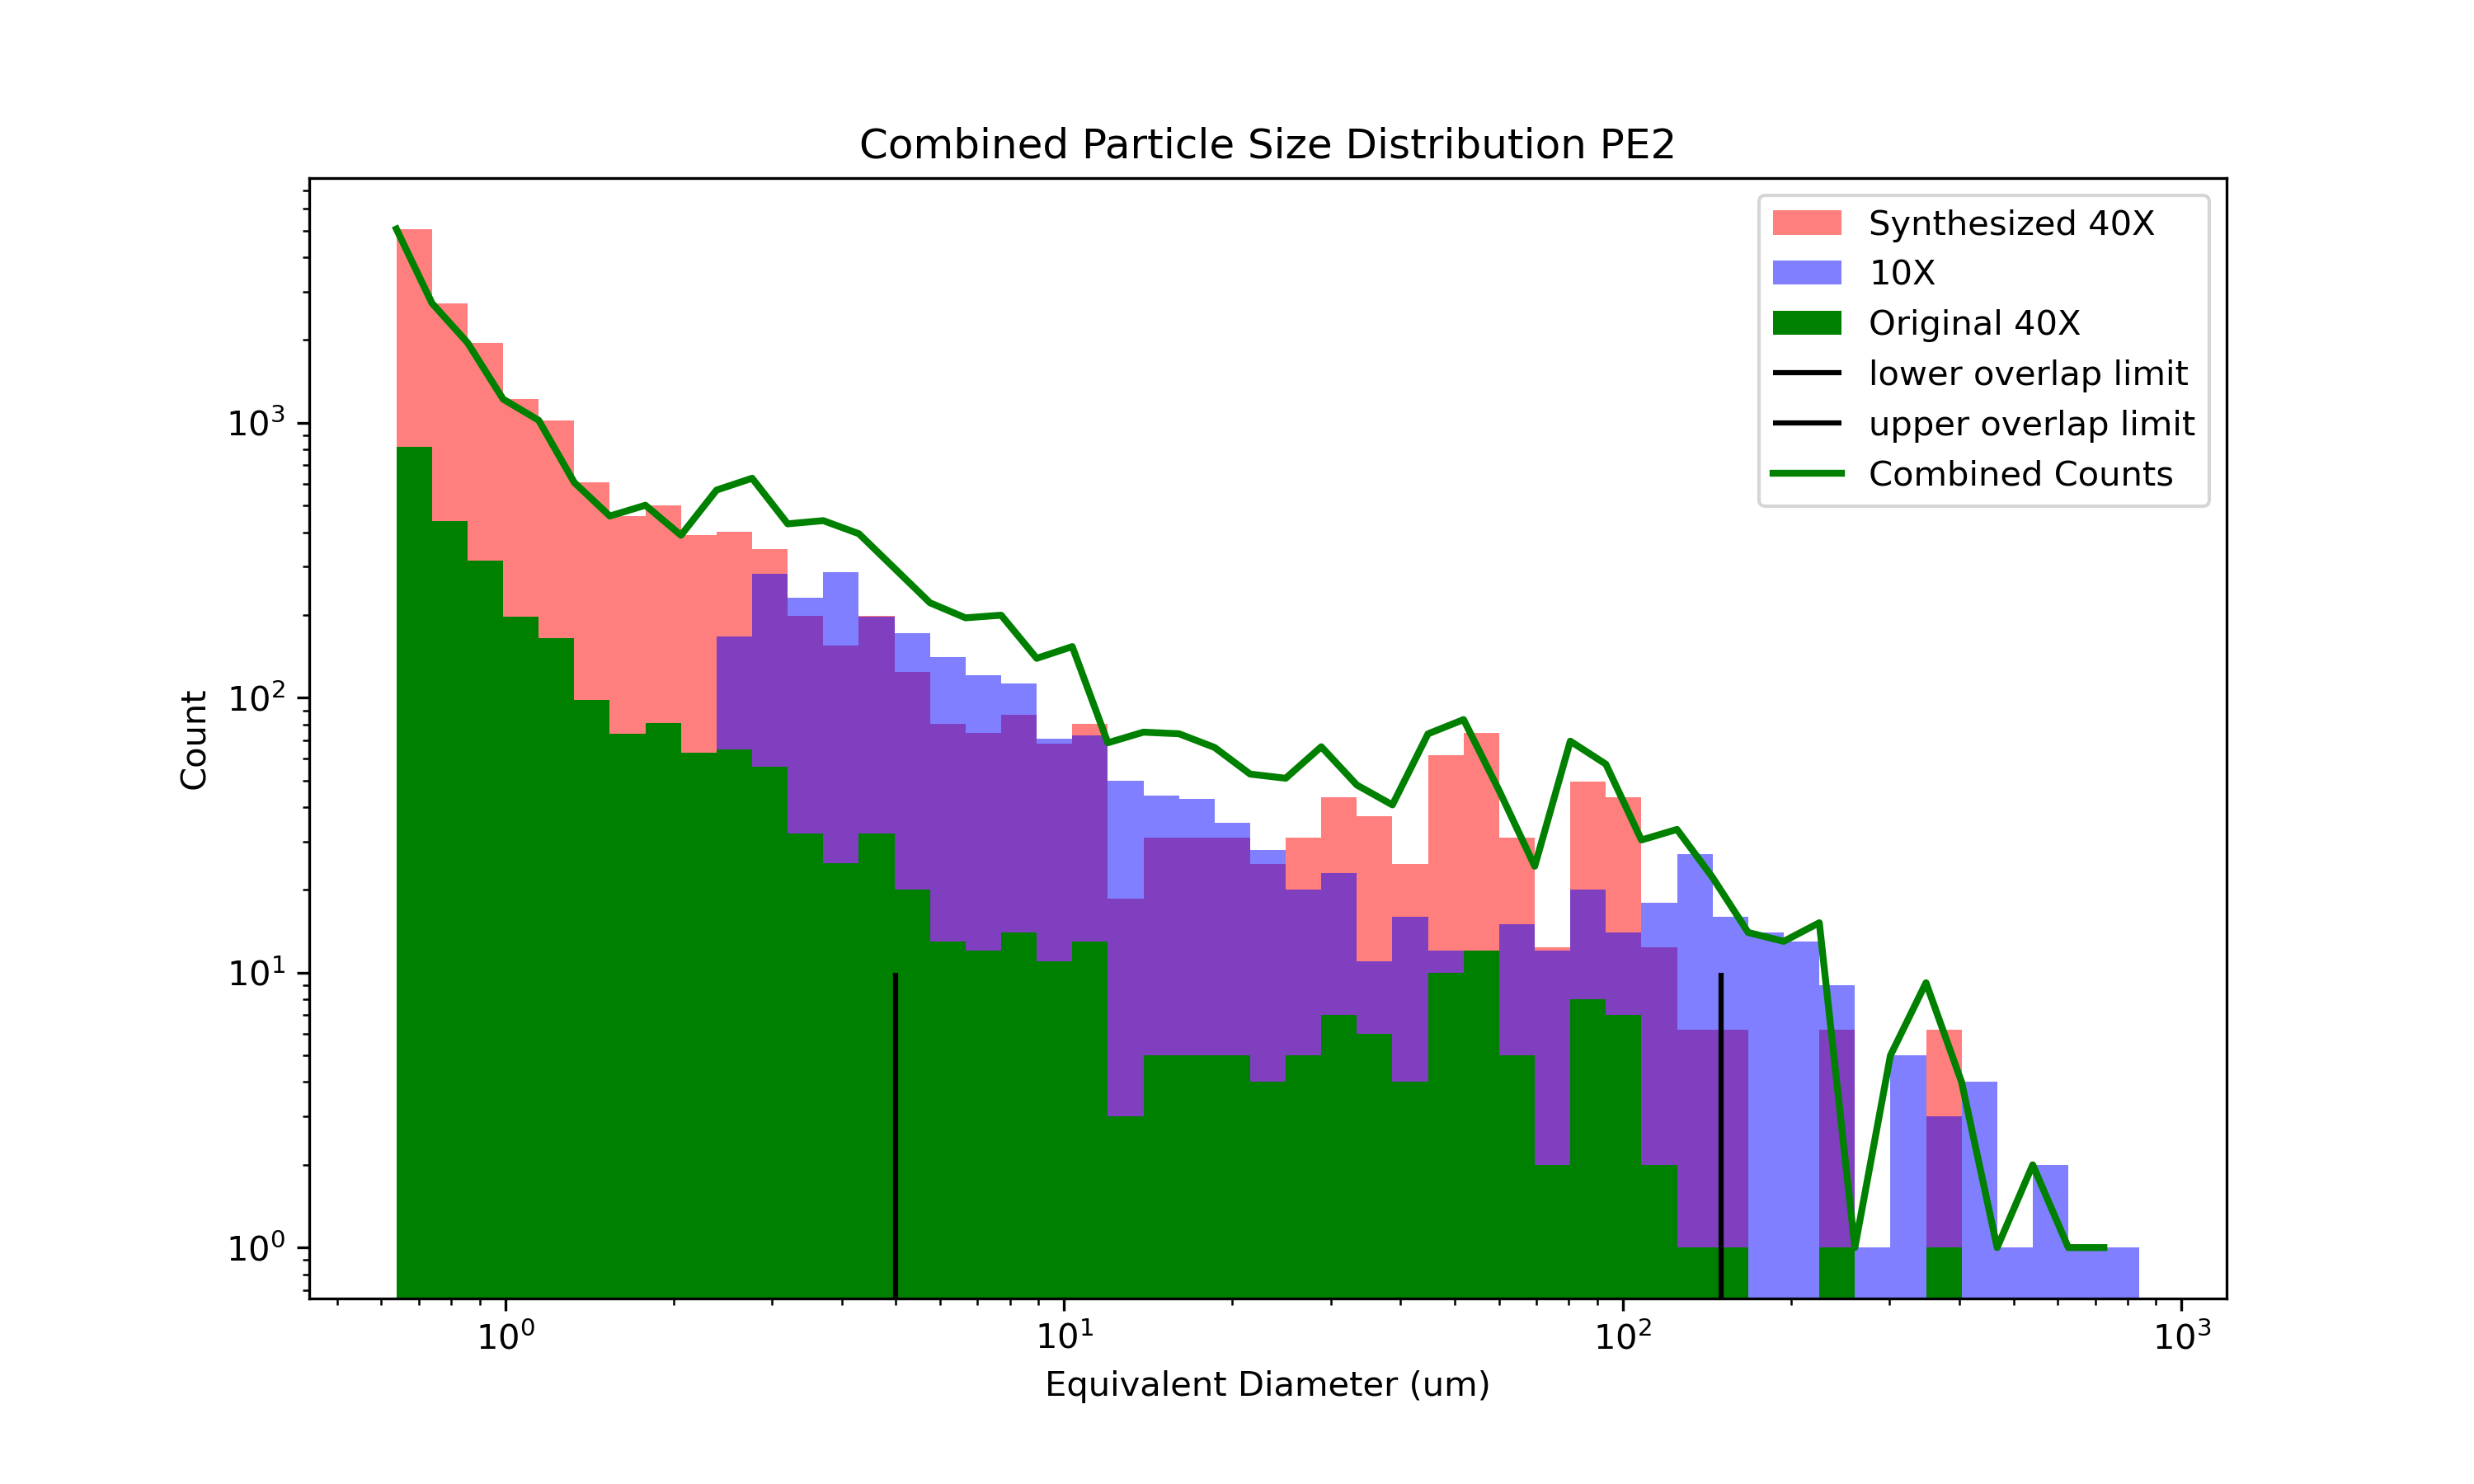 Combined Particle Size Distribution PE2
Synthesized 40X
10X
Original 40X
lower overlap limit
upper overlap limit
Combined Counts
Count
10³
10²
10¹
10⁰
10⁰ 10¹ 10² 10³
Equivalent Diameter (um)